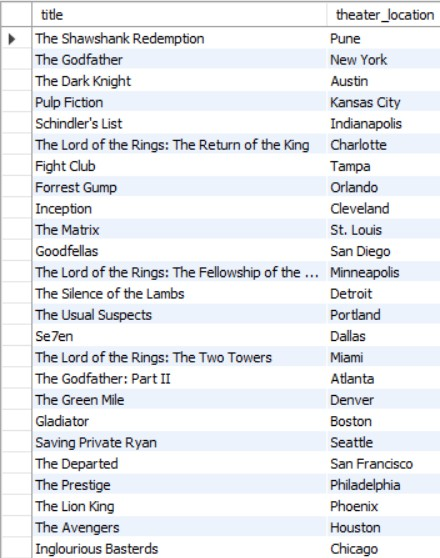 title theater_location
The Shawshank Redemption Pune
The Godfather New York
The Dark Knight Austin
Pulp Fiction Kansas City
Schindler's List Indianapolis
The Lord of the Rings: The Return of the King Charlotte
Fight Club Tampa
Forrest Gump Orlando
Inception Cleveland
The Matrix St. Louis
Goodfellas San Diego
The Lord of the Rings: The Fellowship of the ... Minneapolis
The Silence of the Lambs Detroit
The Usual Suspects Portland
Se7en Dallas
The Lord of the Rings: The Two Towers Miami
The Godfather: Part II Atlanta
The Green Mile Denver
Gladiator Boston
Saving Private Ryan Seattle
The Departed San Francisco
The Prestige Philadelphia
The Lion King Phoenix
The Avengers Houston
Inglourious Basterds Chicago